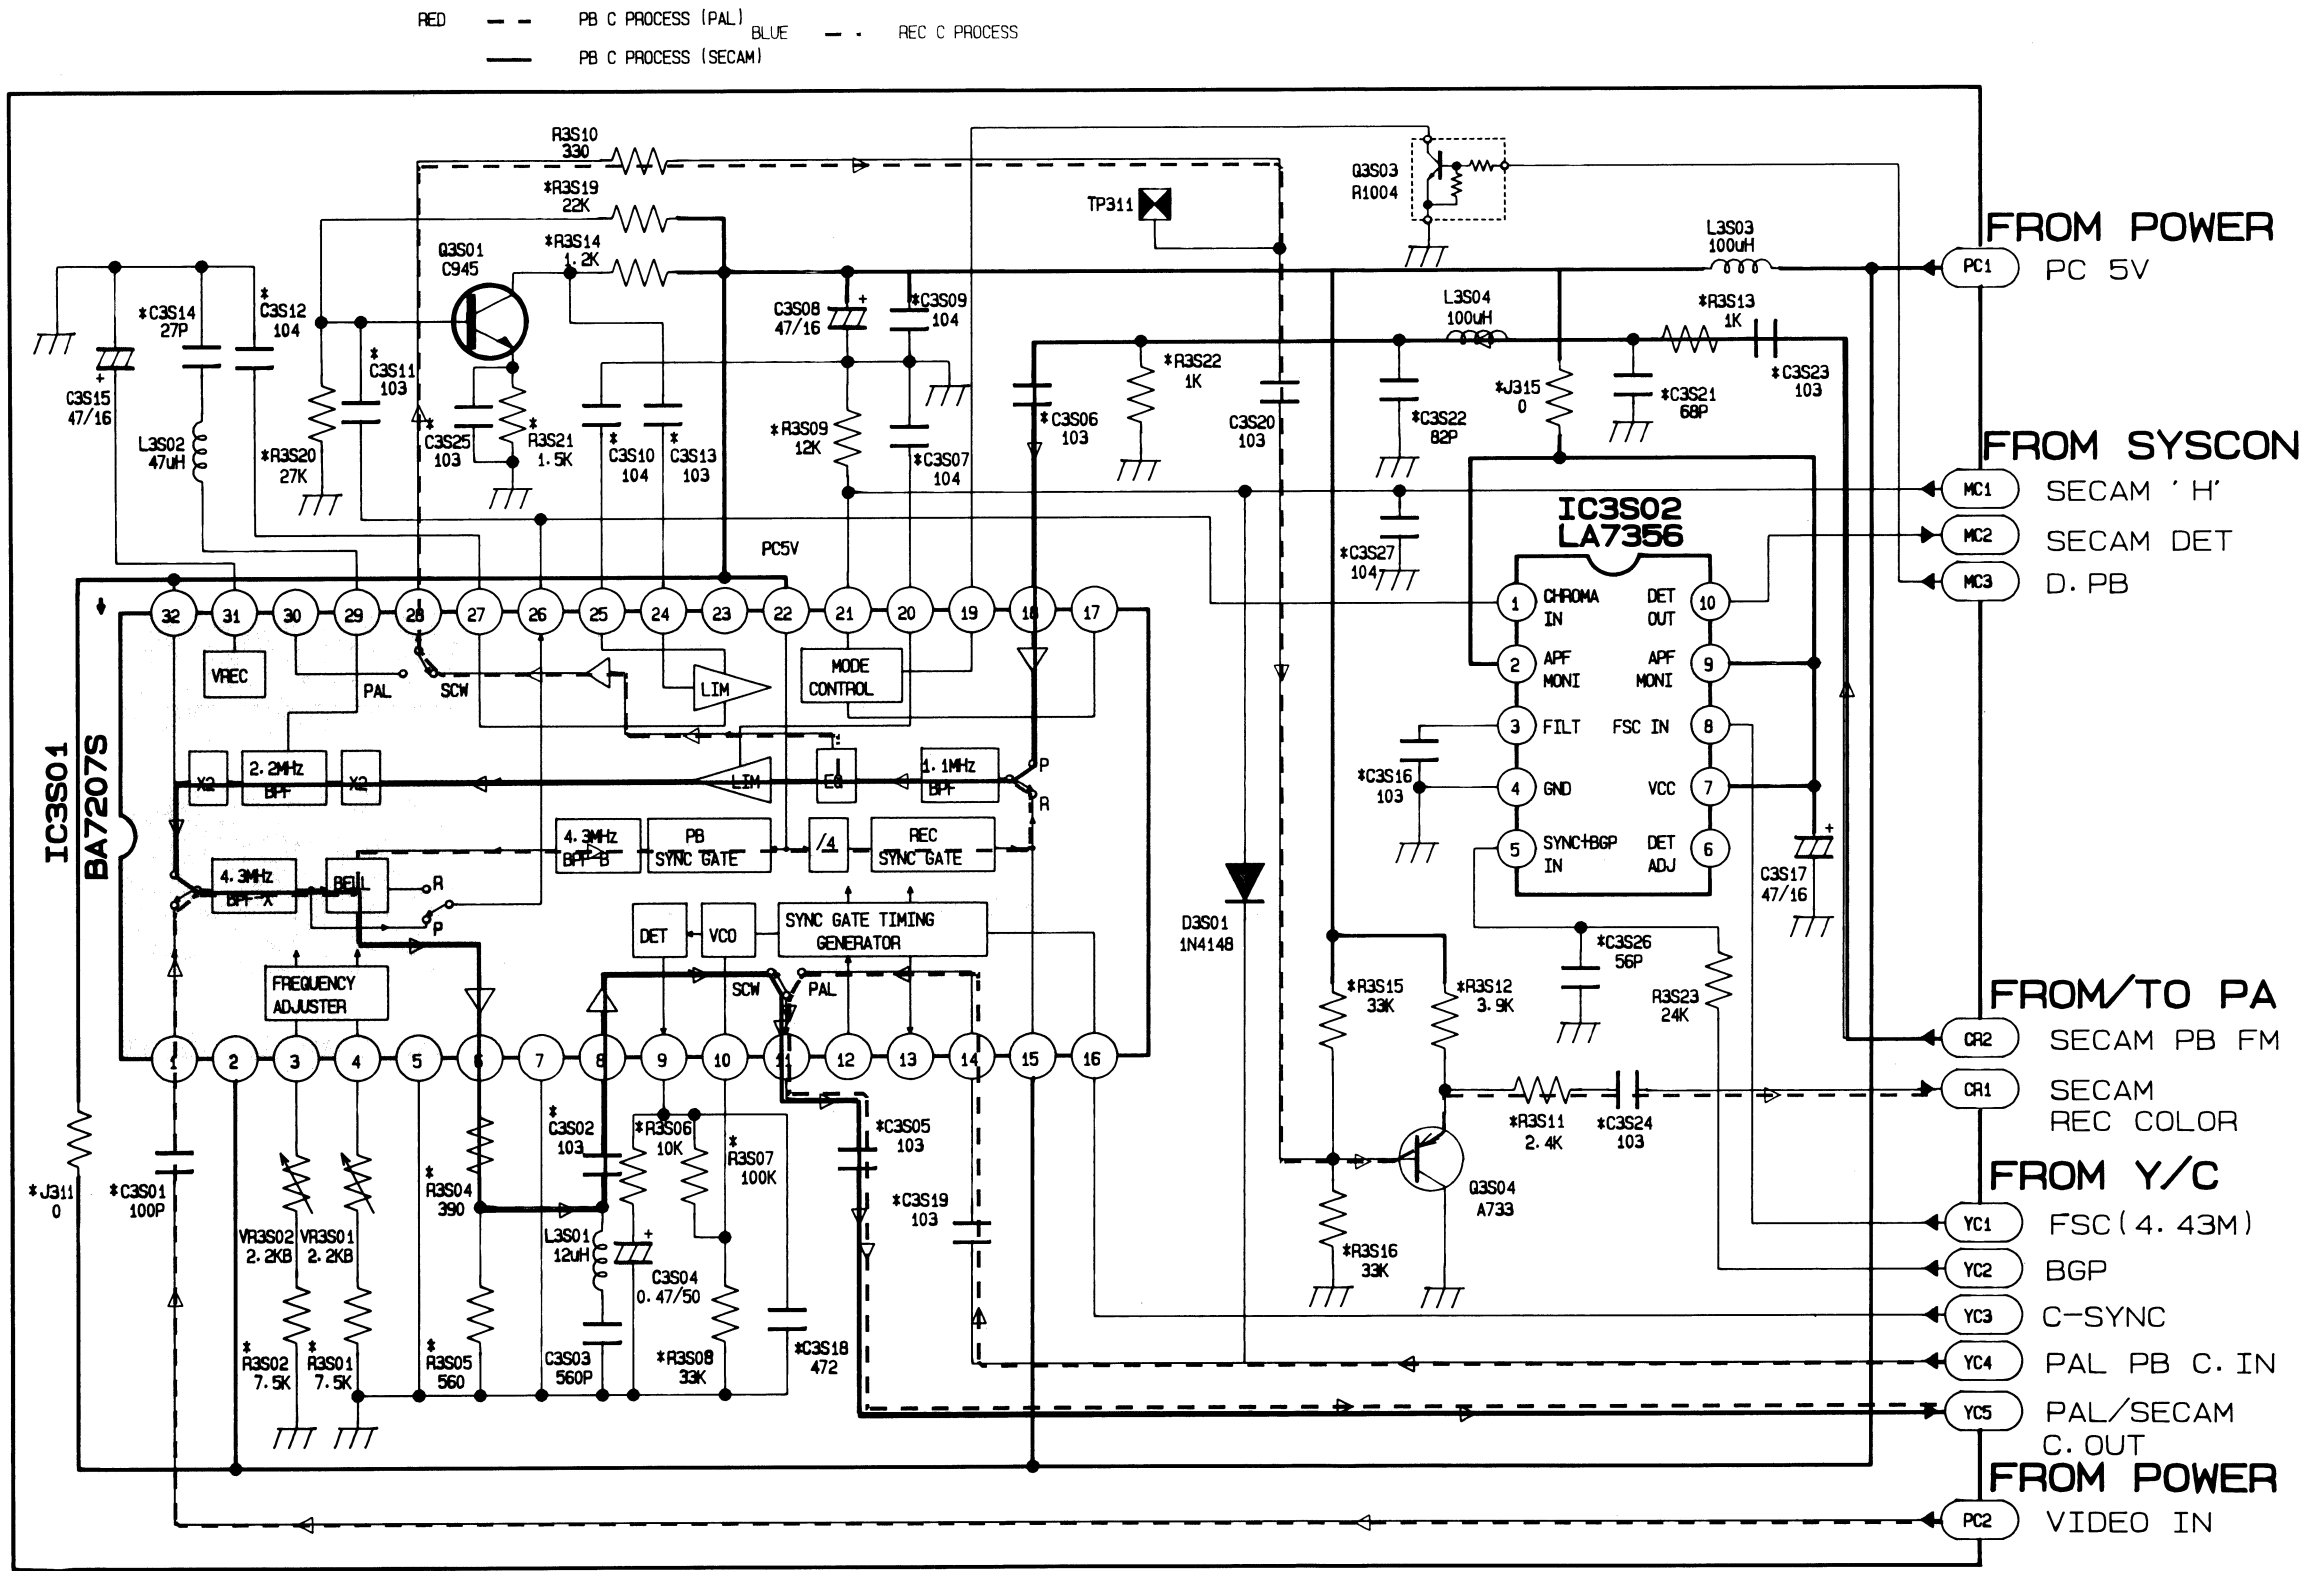 RED PB C PROCESS (PAL)
BLUE REC C PROCESS
PB C PROCESS (SECAM)
R3S10
330
*R3S19
22K
*R3S14
1.2K
Q3S01
C945
TP311
Q3S03
R1004
L3S03
100uH
FROM POWER
PC1 PC 5V
*C3S14
27P
*
C3S12
104
C3S15
47/16
L3S02
47uH
*
C3S11
103
*R3S20
27K
*
C3S25
103
*
R3S21
1.5K
*
C3S10
104
*
C3S13
103
C3S08
47/16
*C3S09
104
*R3S09
12K
*C3S07
104
*C3S06
103
*R3S22
1K
C3S20
103
L3S04
100uH
*R3S13
1K
*C3S22
82P
*J315
0
*C3S21
68P
*C3S23
103
FROM SYSCON
MC1 SECAM 'H'
MC2 SECAM DET
MC3 D.PB
*C3S27
104
IC3S02
LA7356
1 CHROMA
IN
2 APF
MONI
3 FILT
4 GND
5 SYNC+BGP
IN
DET
OUT 10
APF
MONI 9
FSC IN 8
VCC 7
DET
ADJ 6
*C3S16
103
C3S17
47/16
PC5V
32 31 30 29 28 27 26 25 24 23 22 21 20 19 18 17
VREC
PAL
SCW
LIM
MODE
CONTROL
IC3S01
BA7207S
X2
2.2MHz
BPF
X2
LIM
EQ
1.1MHz
BPF
P
R
4.3MHz
BPF-B
PB
SYNC GATE
/4
REC
SYNC GATE
4.3MHz
BPF-X
BELL
R
P
DET
VCO
SYNC GATE TIMING
GENERATOR
FREQUENCY
ADJUSTER
SCW
PAL
1 2 3 4 5 6 7 8 9 10 11 12 13 14 15 16
D3S01
1N4148
*R3S15
33K
*R3S12
3.9K
*C3S26
56P
R3S23
24K
FROM/TO PA
CR2 SECAM PB FM
CR1 SECAM
REC COLOR
*R3S11
2.4K
*C3S24
103
Q3S04
A733
*R3S16
33K
*J311
0
*C3S01
100P
VR3S02
2.2KB
VR3S01
2.2KB
*
R3S02
7.5K
*
R3S01
7.5K
*
R3S04
390
*
R3S05
560
*
C3S02
103
L3S01
12uH
C3S03
560P
*R3S06
10K
C3S04
0.47/50
*
R3S07
100K
*R3S08
33K
*C3S18
472
*C3S05
103
*C3S19
103
FROM Y/C
YC1 FSC(4.43M)
YC2 BGP
YC3 C-SYNC
YC4 PAL PB C.IN
YC5 PAL/SECAM
C.OUT
FROM POWER
PC2 VIDEO IN